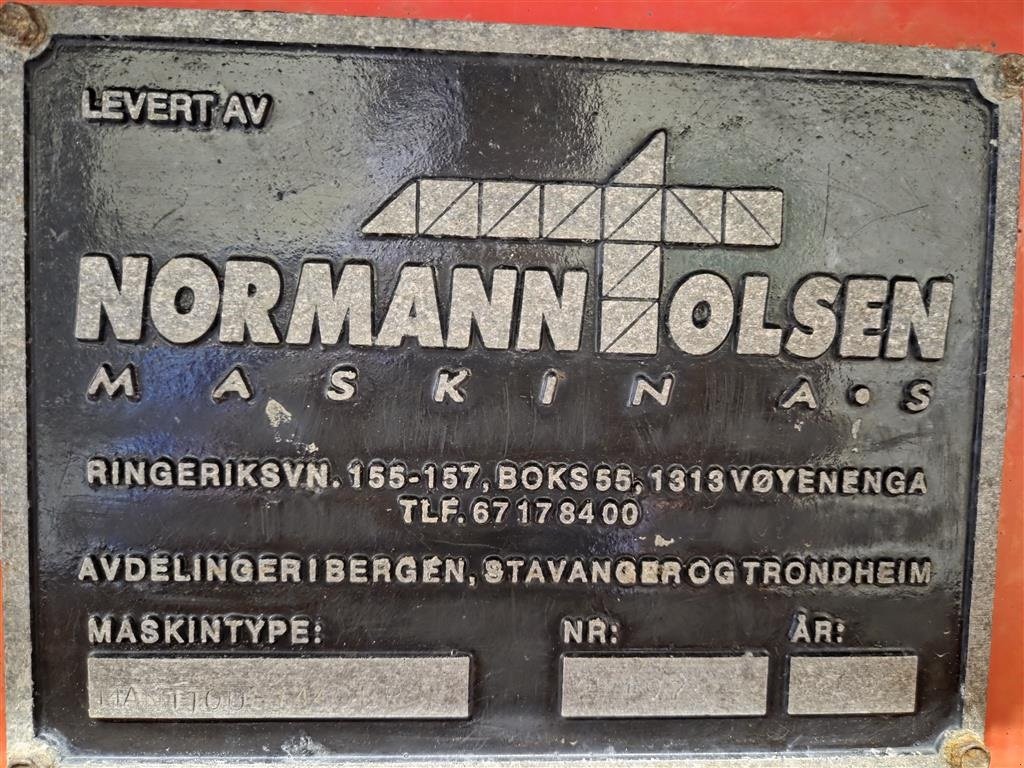 LEVERT AV
NORMANN OLSEN
MASKIN A•S
RINGERIKSVN. 155-157, BOKS 55, 1313 VØYENENGA
TLF. 67 17 84 00
AVDELINGER I BERGEN, STAVANGER OG TRONDHEIM
MASKINTYPE: NR: ÅR: